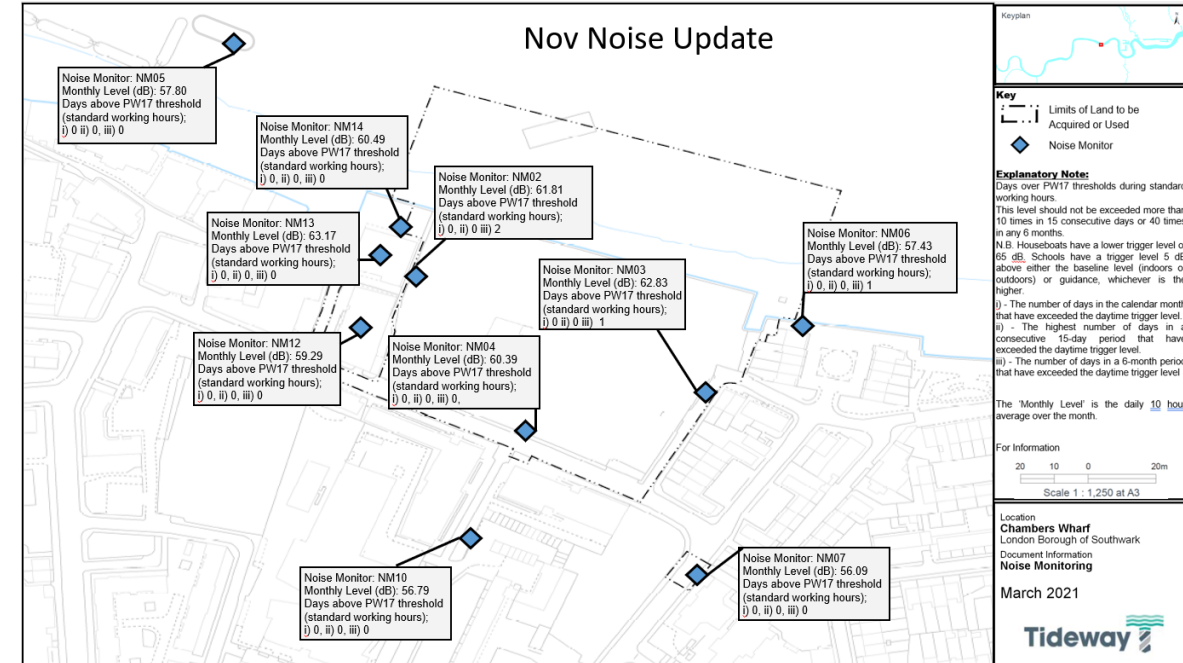 Nov Noise Update
Noise Monitor: NM05
Monthly Level (dB): 57.80
Days above PW17 threshold
(standard working hours);
i) 0 ii) 0, iii) 0
Noise Monitor: NM14
Monthly Level (dB): 60.49
Days above PW17 threshold
(standard working hours);
i) 0, ii) 0, iii) 0
Noise Monitor: NM02
Monthly Level (dB): 61.81
Days above PW17 threshold
(standard working hours);
i) 0, ii) 0 iii) 2
Noise Monitor: NM13
Monthly Level (dB): 63.17
Days above PW17 threshold
(standard working hours);
i) 0, ii) 0, iii) 0
Noise Monitor: NM06
Monthly Level (dB): 57.43
Days above PW17 threshold
(standard working hours);
i) 0, ii) 0, iii) 1
Noise Monitor: NM03
Monthly Level (dB): 62.83
Days above PW17 threshold
(standard working hours);
i) 0 ii) 0 iii) 1
Noise Monitor: NM12
Monthly Level (dB): 59.29
Days above PW17 threshold
(standard working hours);
i) 0, ii) 0, iii) 0
Noise Monitor: NM04
Monthly Level (dB): 60.39
Days above PW17 threshold
(standard working hours);
i) 0, ii) 0, iii) 0,
Noise Monitor: NM10
Monthly Level (dB): 56.79
Days above PW17 threshold
(standard working hours);
i) 0, ii) 0, iii) 0
Noise Monitor: NM07
Monthly Level (dB): 56.09
Days above PW17 threshold
(standard working hours);
i) 0, ii) 0, iii) 0
Keyplan
Key
Limits of Land to be
Acquired or Used
Noise Monitor
Explanatory Note:
Days over PW17 thresholds during standard
working hours.
This level should not be exceeded more than
10 times in 15 consecutive days or 40 times
in any 6 months.
N.B. Houseboats have a lower trigger level of
65 dB. Schools have a trigger level 5 dB
above either the baseline level (indoors or
outdoors) or guidance, whichever is the
higher.
i) - The number of days in the calendar month
that have exceeded the daytime trigger level.
ii) - The highest number of days in a
consecutive 15-day period that have
exceeded the daytime trigger level.
iii) - The number of days in a 6-month period
that have exceeded the daytime trigger level
The 'Monthly Level' is the daily 10 hour
average over the month.
For Information
20 10 0 20m
Scale 1 : 1,250 at A3
Location
Chambers Wharf
London Borough of Southwark
Document Information
Noise Monitoring
March 2021
Tideway